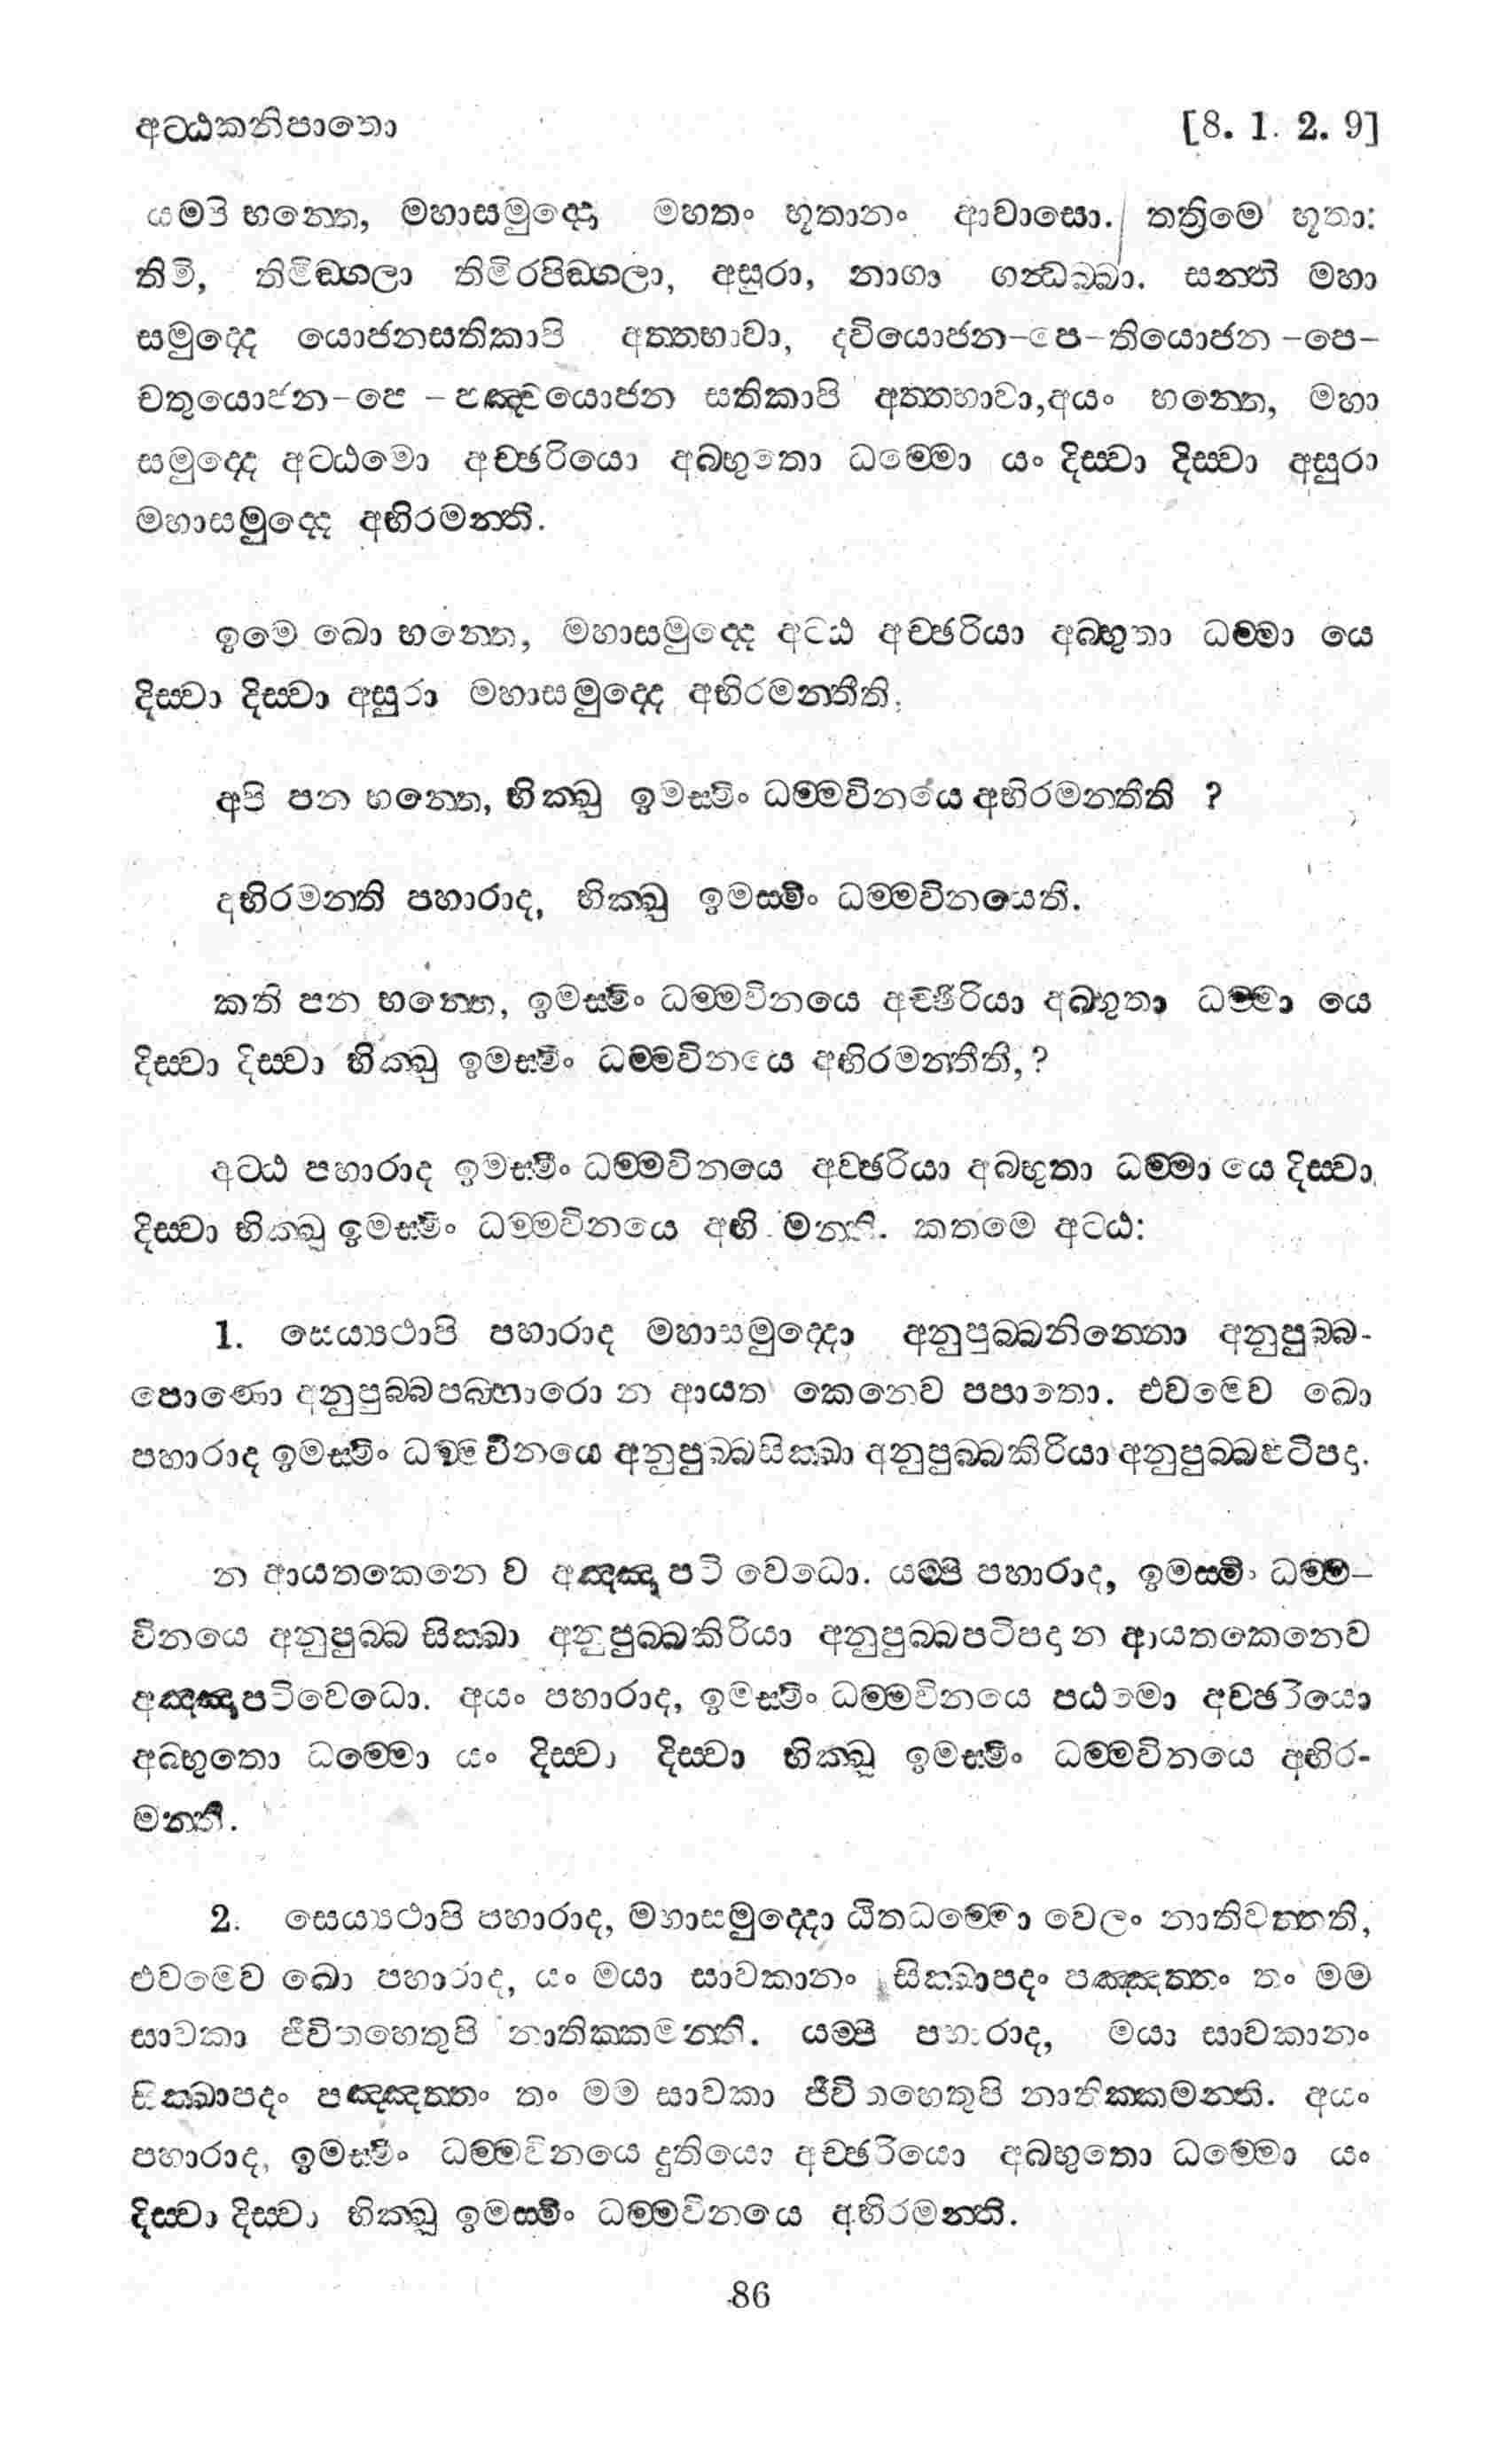 අට්ඨකනිපාතො [8. 1. 2. 9]
යම්පි භන්තෙ, මහාසමුද්දො මහතං භූතානං ආවාසො. තත්‍රිමෙ භූතා:
තිමි, තිමිඞ්ගලා තිමිරපිඞ්ගලා, අසුරා, නාගා ගන්ධබ්බා. සන්ති මහා
සමුද්දෙ යොජනසතිකාපි අත්තභාවා, ද්වියොජන-පෙ-තියොජන -පෙ-
චතුයොජන-පෙ -පඤ්චයොජන සතිකාපි අත්තභාවා,අයං භන්තෙ, මහා
සමුද්දෙ අට්ඨමො අච්ඡරියො අබ්භුතො ධම්මො යං දිස්වා දිස්වා අසුරා
මහාසමුද්දෙ අභිරමන්ති.
ඉමෙ ඛො භන්තෙ, මහාසමුද්දෙ අට්ඨ අච්ඡරියා අබ්භුතා ධම්මා යෙ
දිස්වා දිස්වා අසුරා මහාසමුද්දෙ අභිරමන්තීති.
අපි පන භන්තෙ, භික්ඛු ඉමස්මිං ධම්මවිනයෙ අභිරමන්තීති ?
අභිරමන්ති පහාරාද, භික්ඛු ඉමස්මිං ධම්මවිනයෙති.
කති පන භන්තෙ, ඉමස්මිං ධම්මවිනයෙ අච්ඡරියා අබ්භුතා ධම්මා යෙ
දිස්වා දිස්වා භික්ඛු ඉමස්මිං ධම්මවිනයෙ අභිරමන්තීති,?
අට්ඨ පහාරාද ඉමස්මිං ධම්මවිනයෙ අච්ඡරියා අබ්භුතා ධම්මා යෙ දිස්වා
දිස්වා භික්ඛූ ඉමස්මිං ධම්මවිනයෙ අභි මන්ති. කතමෙ අට්ඨ:
1. සෙය්‍යථාපි පහාරාද මහාසමුද්දො අනුපුබ්බනින්නො අනුපුබ්බ-
පොණො අනුපුබ්බපබ්භාරො න ආයත කෙනෙව පපාතො. එවමෙව ඛො
පහාරාද ඉමස්මිං ධම්ම විනයෙ අනුපුබ්බසික්ඛා අනුපුබ්බකිරියා අනුපුබ්බපටිපදා.
න ආයතකෙනෙ ව අඤ්ඤාපටි වෙධො. යම්පි පහාරාද, ඉමස්මිං ධම්ම-
විනයෙ අනුපුබ්බ සික්ඛා අනුපුබ්බකිරියා අනුපුබ්බපටිපදා න ආයතකෙනෙව
අඤ්ඤාපටිවෙධො. අයං පහාරාද, ඉමස්මිං ධම්මවිනයෙ පඨමො අච්ඡරියො
අබ්භුතො ධම්මො යං දිස්වා දිස්වා භික්ඛූ ඉමස්මිං ධම්මවිනයෙ අභිර-
මන්ති.
2. සෙය්‍යථාපි පහාරාද, මහාසමුද්දො ඨිතධම්මො වෙලං නාතිවත්තති,
එවමෙව ඛො පහාරාද, යං මයා සාවකානං සික්ඛාපදං පඤ්ඤත්තං තං මම
සාවකා ජීවිතහෙතුපි නාතික්කමන්ති. යම්පි පහාරාද, මයා සාවකානං
සික්ඛාපදං පඤ්ඤත්තං තං මම සාවකා ජීවිතහෙතුපි නාතික්කමන්ති. අයං
පහාරාද, ඉමස්මිං ධම්මවිනයෙ දුතියො අච්ඡරියො අබ්භුතො ධම්මො යං
දිස්වා දිස්වා භික්ඛූ ඉමස්මිං ධම්මවිනයෙ අභිරමන්ති.
86